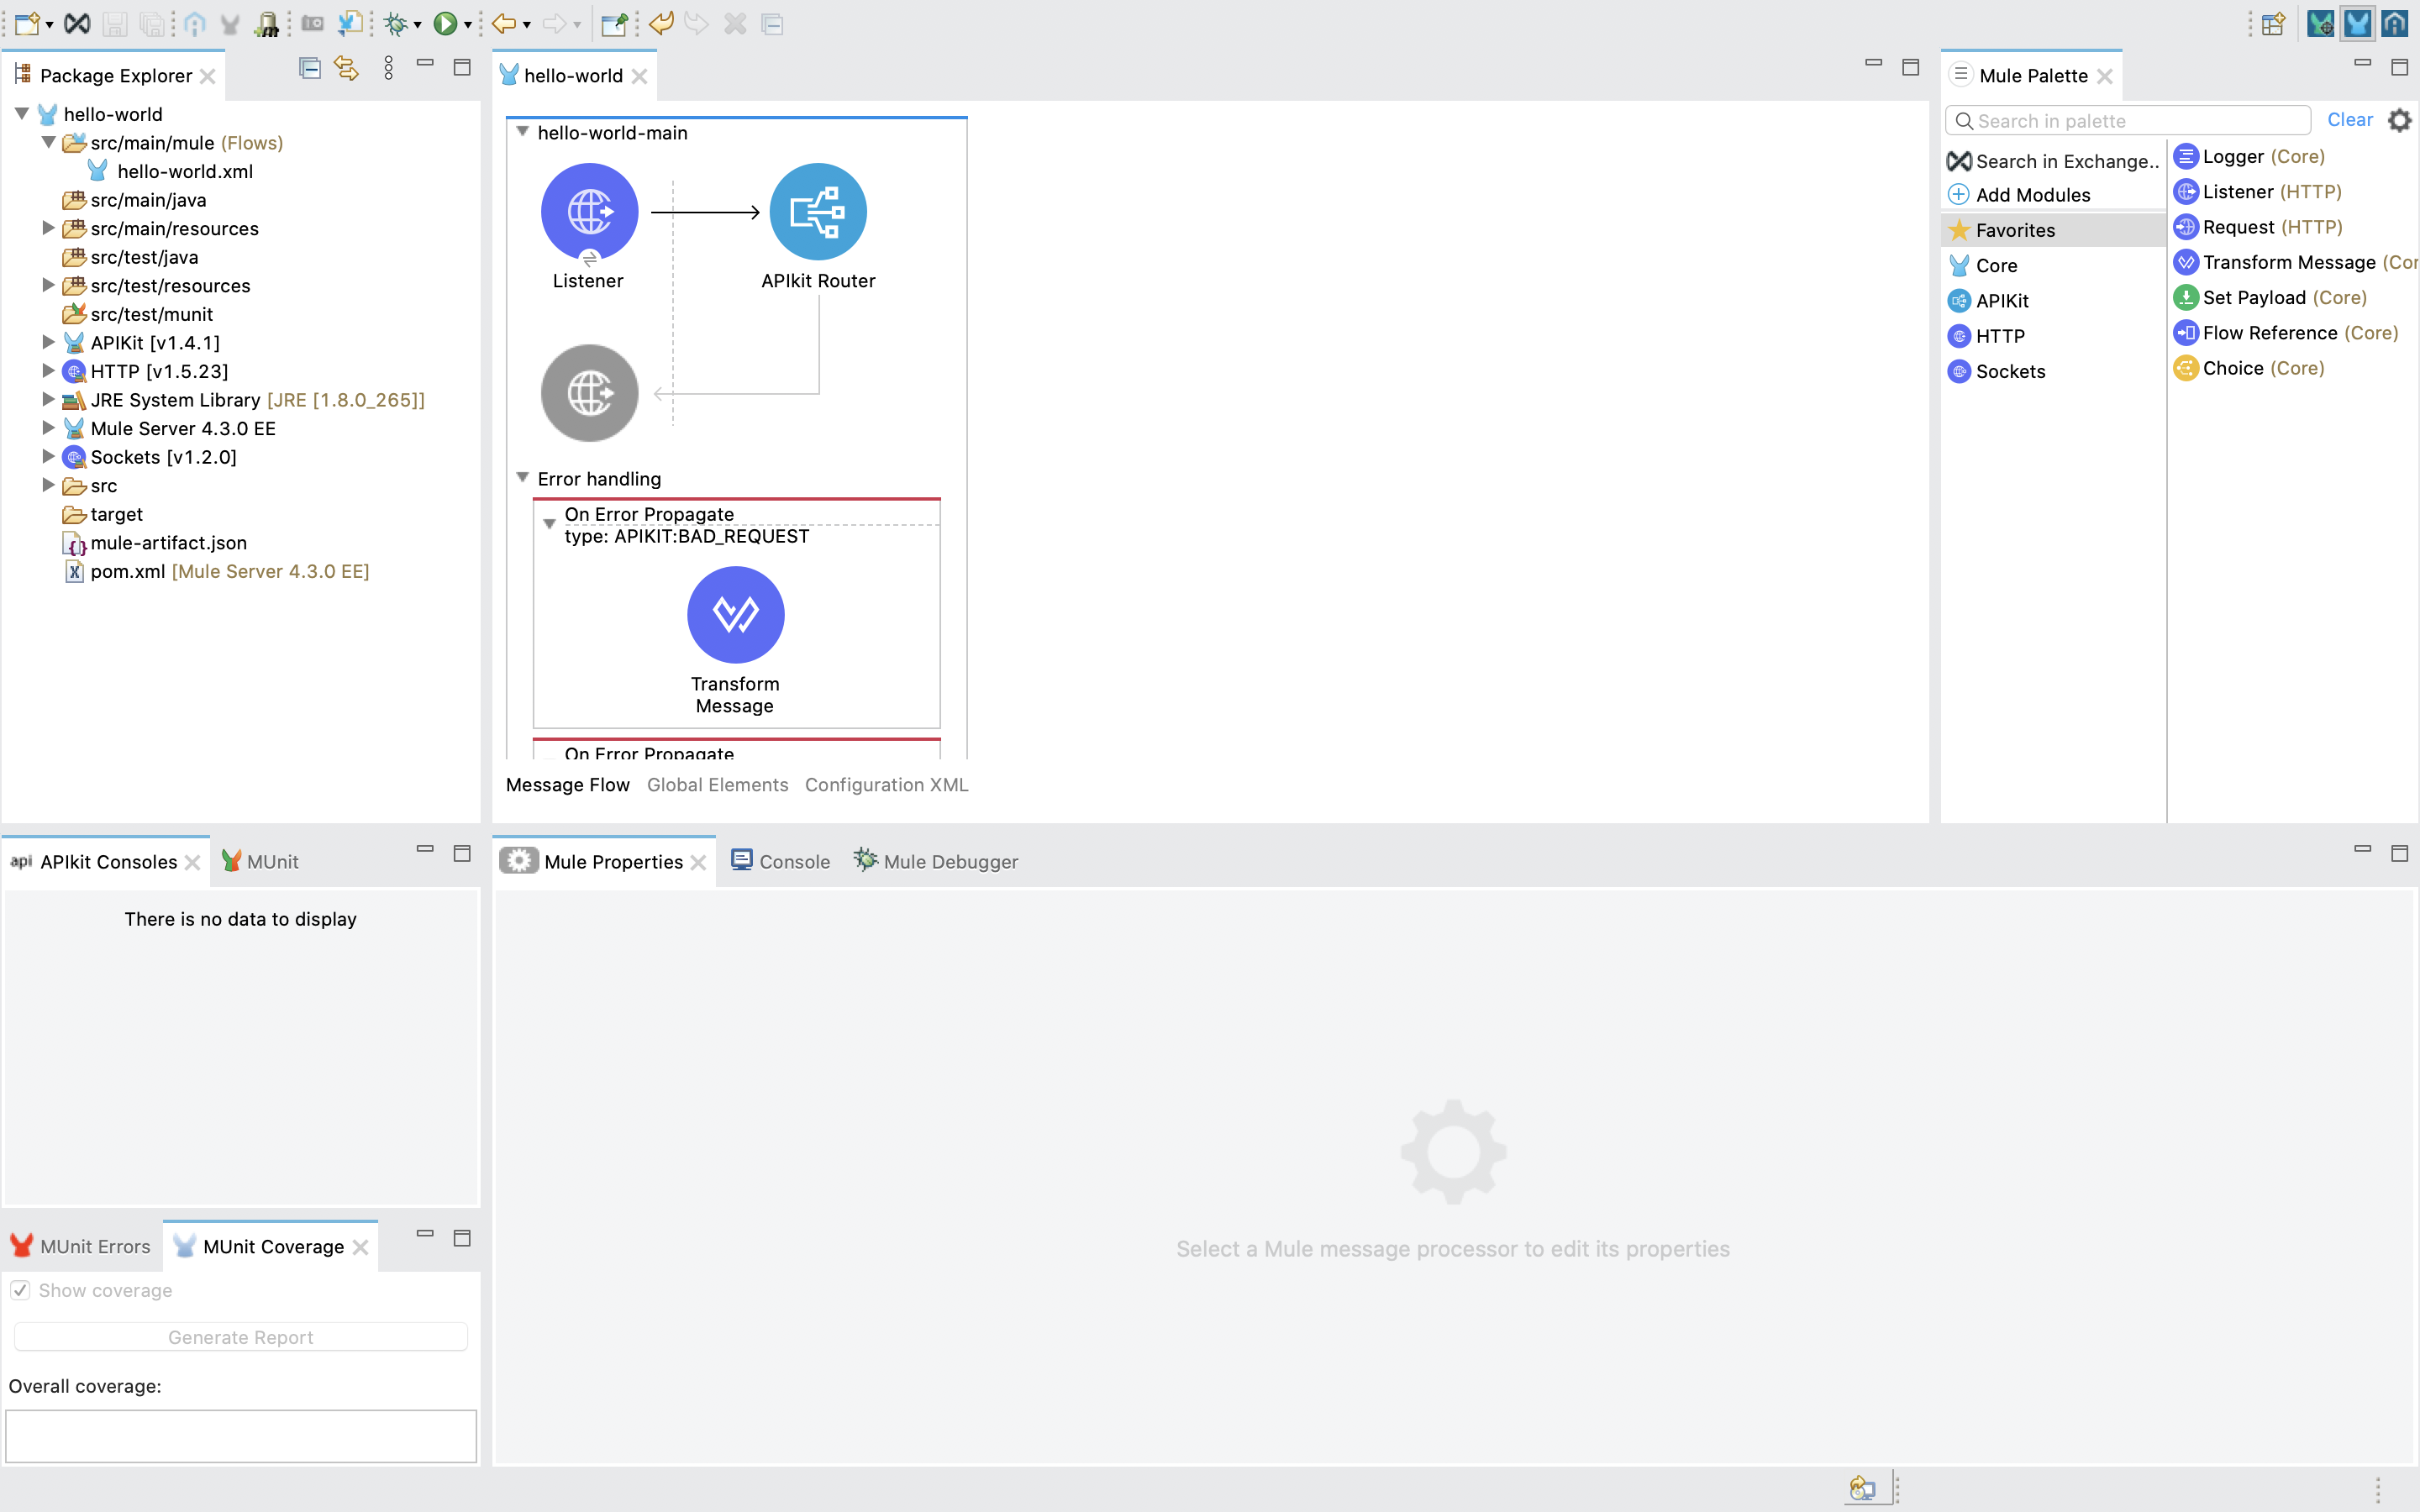 Package Explorer
hello-world
src/main/mule (Flows)
hello-world.xml
src/main/java
src/main/resources
src/test/java
src/test/resources
src/test/munit
APIKit [v1.4.1]
HTTP [v1.5.23]
JRE System Library [JRE [1.8.0_265]]
Mule Server 4.3.0 EE
Sockets [v1.2.0]
src
target
mule-artifact.json
pom.xml [Mule Server 4.3.0 EE]
hello-world
hello-world-main
Listener
APIkit Router
Error handling
On Error Propagate
type: APIKIT:BAD_REQUEST
Transform
Message
On Error Propagate
Message Flow Global Elements Configuration XML
Mule Palette
Search in palette
Clear
Search in Exchange..
Add Modules
Favorites
Core
APIKit
HTTP
Sockets
Logger (Core)
Listener (HTTP)
Request (HTTP)
Transform Message (Cor
Set Payload (Core)
Flow Reference (Core)
Choice (Core)
api APIkit Consoles MUnit
There is no data to display
MUnit Errors MUnit Coverage
Show coverage
Generate Report
Overall coverage:
Mule Properties Console Mule Debugger
Select a Mule message processor to edit its properties